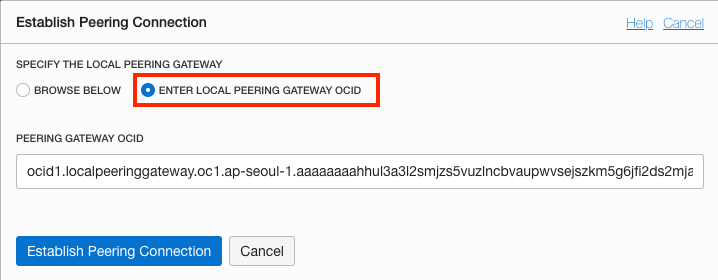 Establish Peering Connection
Help Cancel
SPECIFY THE LOCAL PEERING GATEWAY
BROWSE BELOW ENTER LOCAL PEERING GATEWAY OCID
PEERING GATEWAY OCID
ocid1.localpeeringgateway.oc1.ap-seoul-1.aaaaaaaahhul3a3l2smjzs5vuzlncbvaupwvsejszkm5g6jfi2ds2mja
Establish Peering Connection Cancel